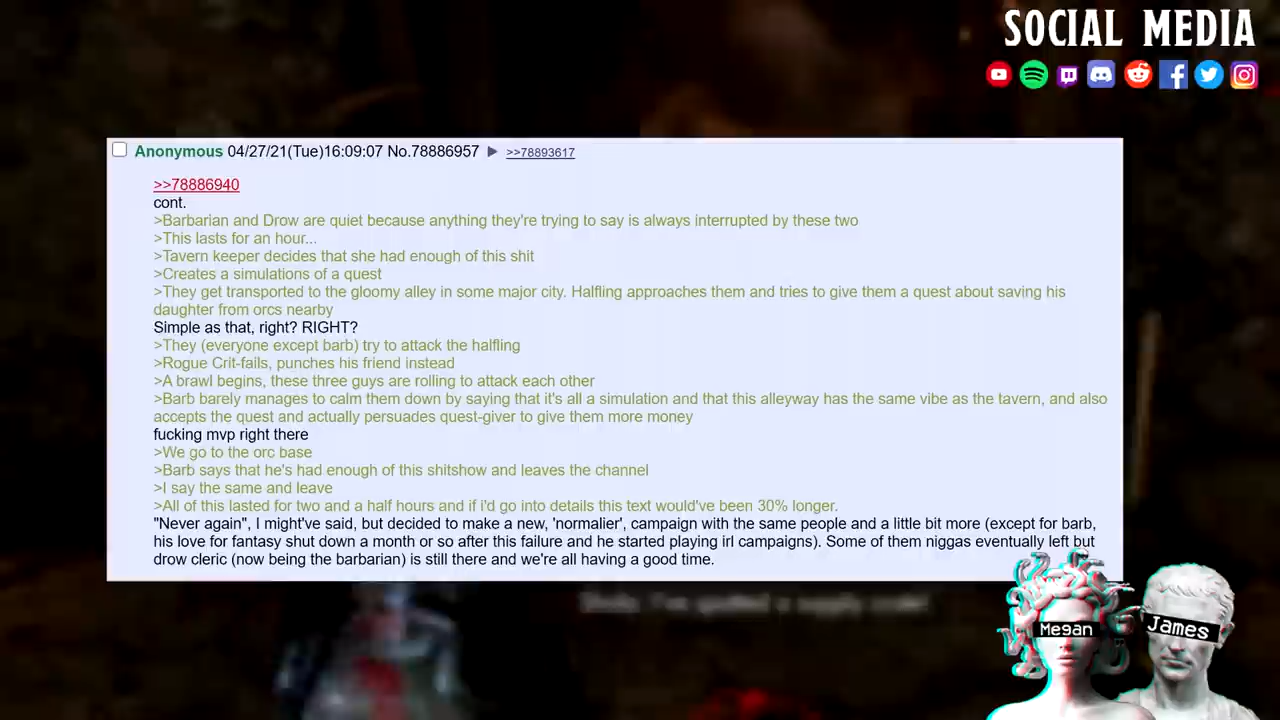 SOCIAL MEDIA
Anonymous 04/27/21(Tue)16:09:07 No.78886957 ▶ >>78893617
>>78886940
cont.
>Barbarian and Drow are quiet because anything they're trying to say is always interrupted by these two
>This lasts for an hour...
>Tavern keeper decides that she had enough of this shit
>Creates a simulations of a quest
>They get transported to the gloomy alley in some major city. Halfling approaches them and tries to give them a quest about saving his
daughter from orcs nearby
Simple as that, right? RIGHT?
>They (everyone except barb) try to attack the halfling
>Rogue Crit-fails, punches his friend instead
>A brawl begins, these three guys are rolling to attack each other
>Barb barely manages to calm them down by saying that it's all a simulation and that this alleyway has the same vibe as the tavern, and also
accepts the quest and actually persuades quest-giver to give them more money
fucking mvp right there
>We go to the orc base
>Barb says that he's had enough of this shitshow and leaves the channel
>I say the same and leave
>All of this lasted for two and a half hours and if i'd go into details this text would've been 30% longer.
"Never again", I might've said, but decided to make a new, 'normalier', campaign with the same people and a little bit more (except for barb,
his love for fantasy shut down a month or so after this failure and he started playing irl campaigns). Some of them niggas eventually left but
drow cleric (now being the barbarian) is still there and we're all having a good time.
Megan
James